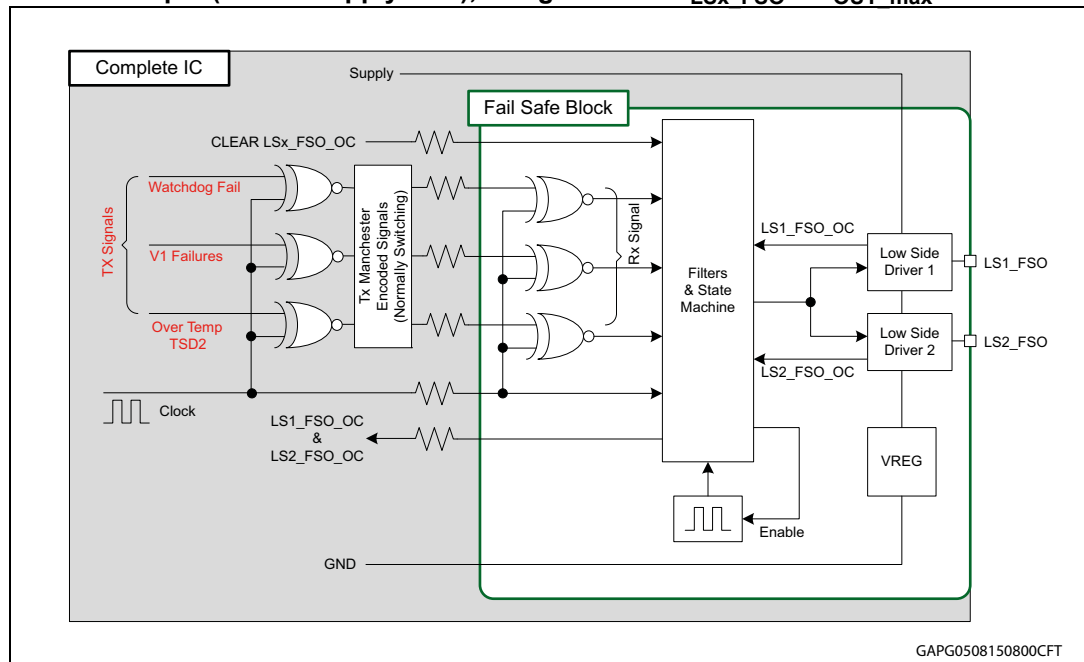 LSx_FSO OUT_max
Complete IC
Supply
Fail Safe Block
CLEAR LSx_FSO_OC
TX Signals
Watchdog Fail
V1 Failures
Over Temp
TSD2
Tx Manchester
Encoded Signals
(Normally Switching)
Rx Signal
Filters
& State
Machine
LS1_FSO_OC
Low Side
Driver 1
LS1_FSO
Low Side
Driver 2
LS2_FSO
LS2_FSO_OC
Clock
LS1_FSO_OC
&
LS2_FSO_OC
VREG
Enable
GND
GAPG0508150800CFT